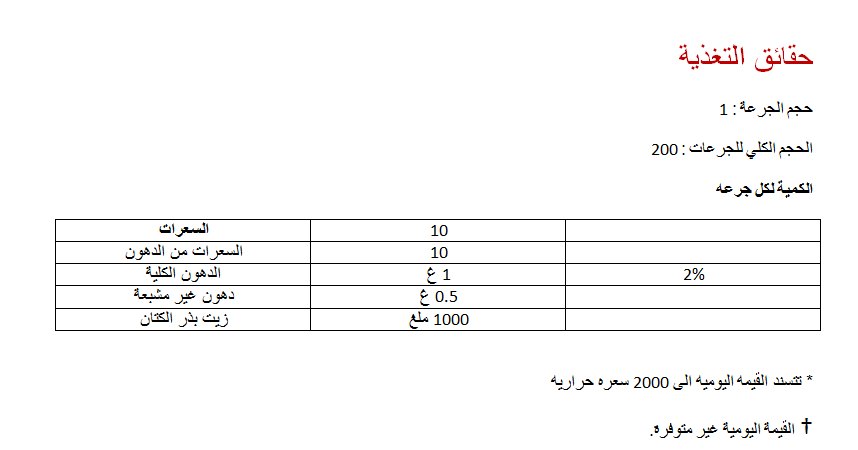 حقائق التغذية
حجم الجرعة : 1
الحجم الكلي للجرعات : 200
الكمية لكل جرعه
السعرات 10
السعرات من الدهون 10
الدهون الكلية 1 غ 2%
دهون غير مشبعة 0.5 غ
زيت بذر الكتان 1000 ملغ
* تتسند القيمه اليوميه الى 2000 سعره حراريه
† القيمة اليومية غير متوفره.